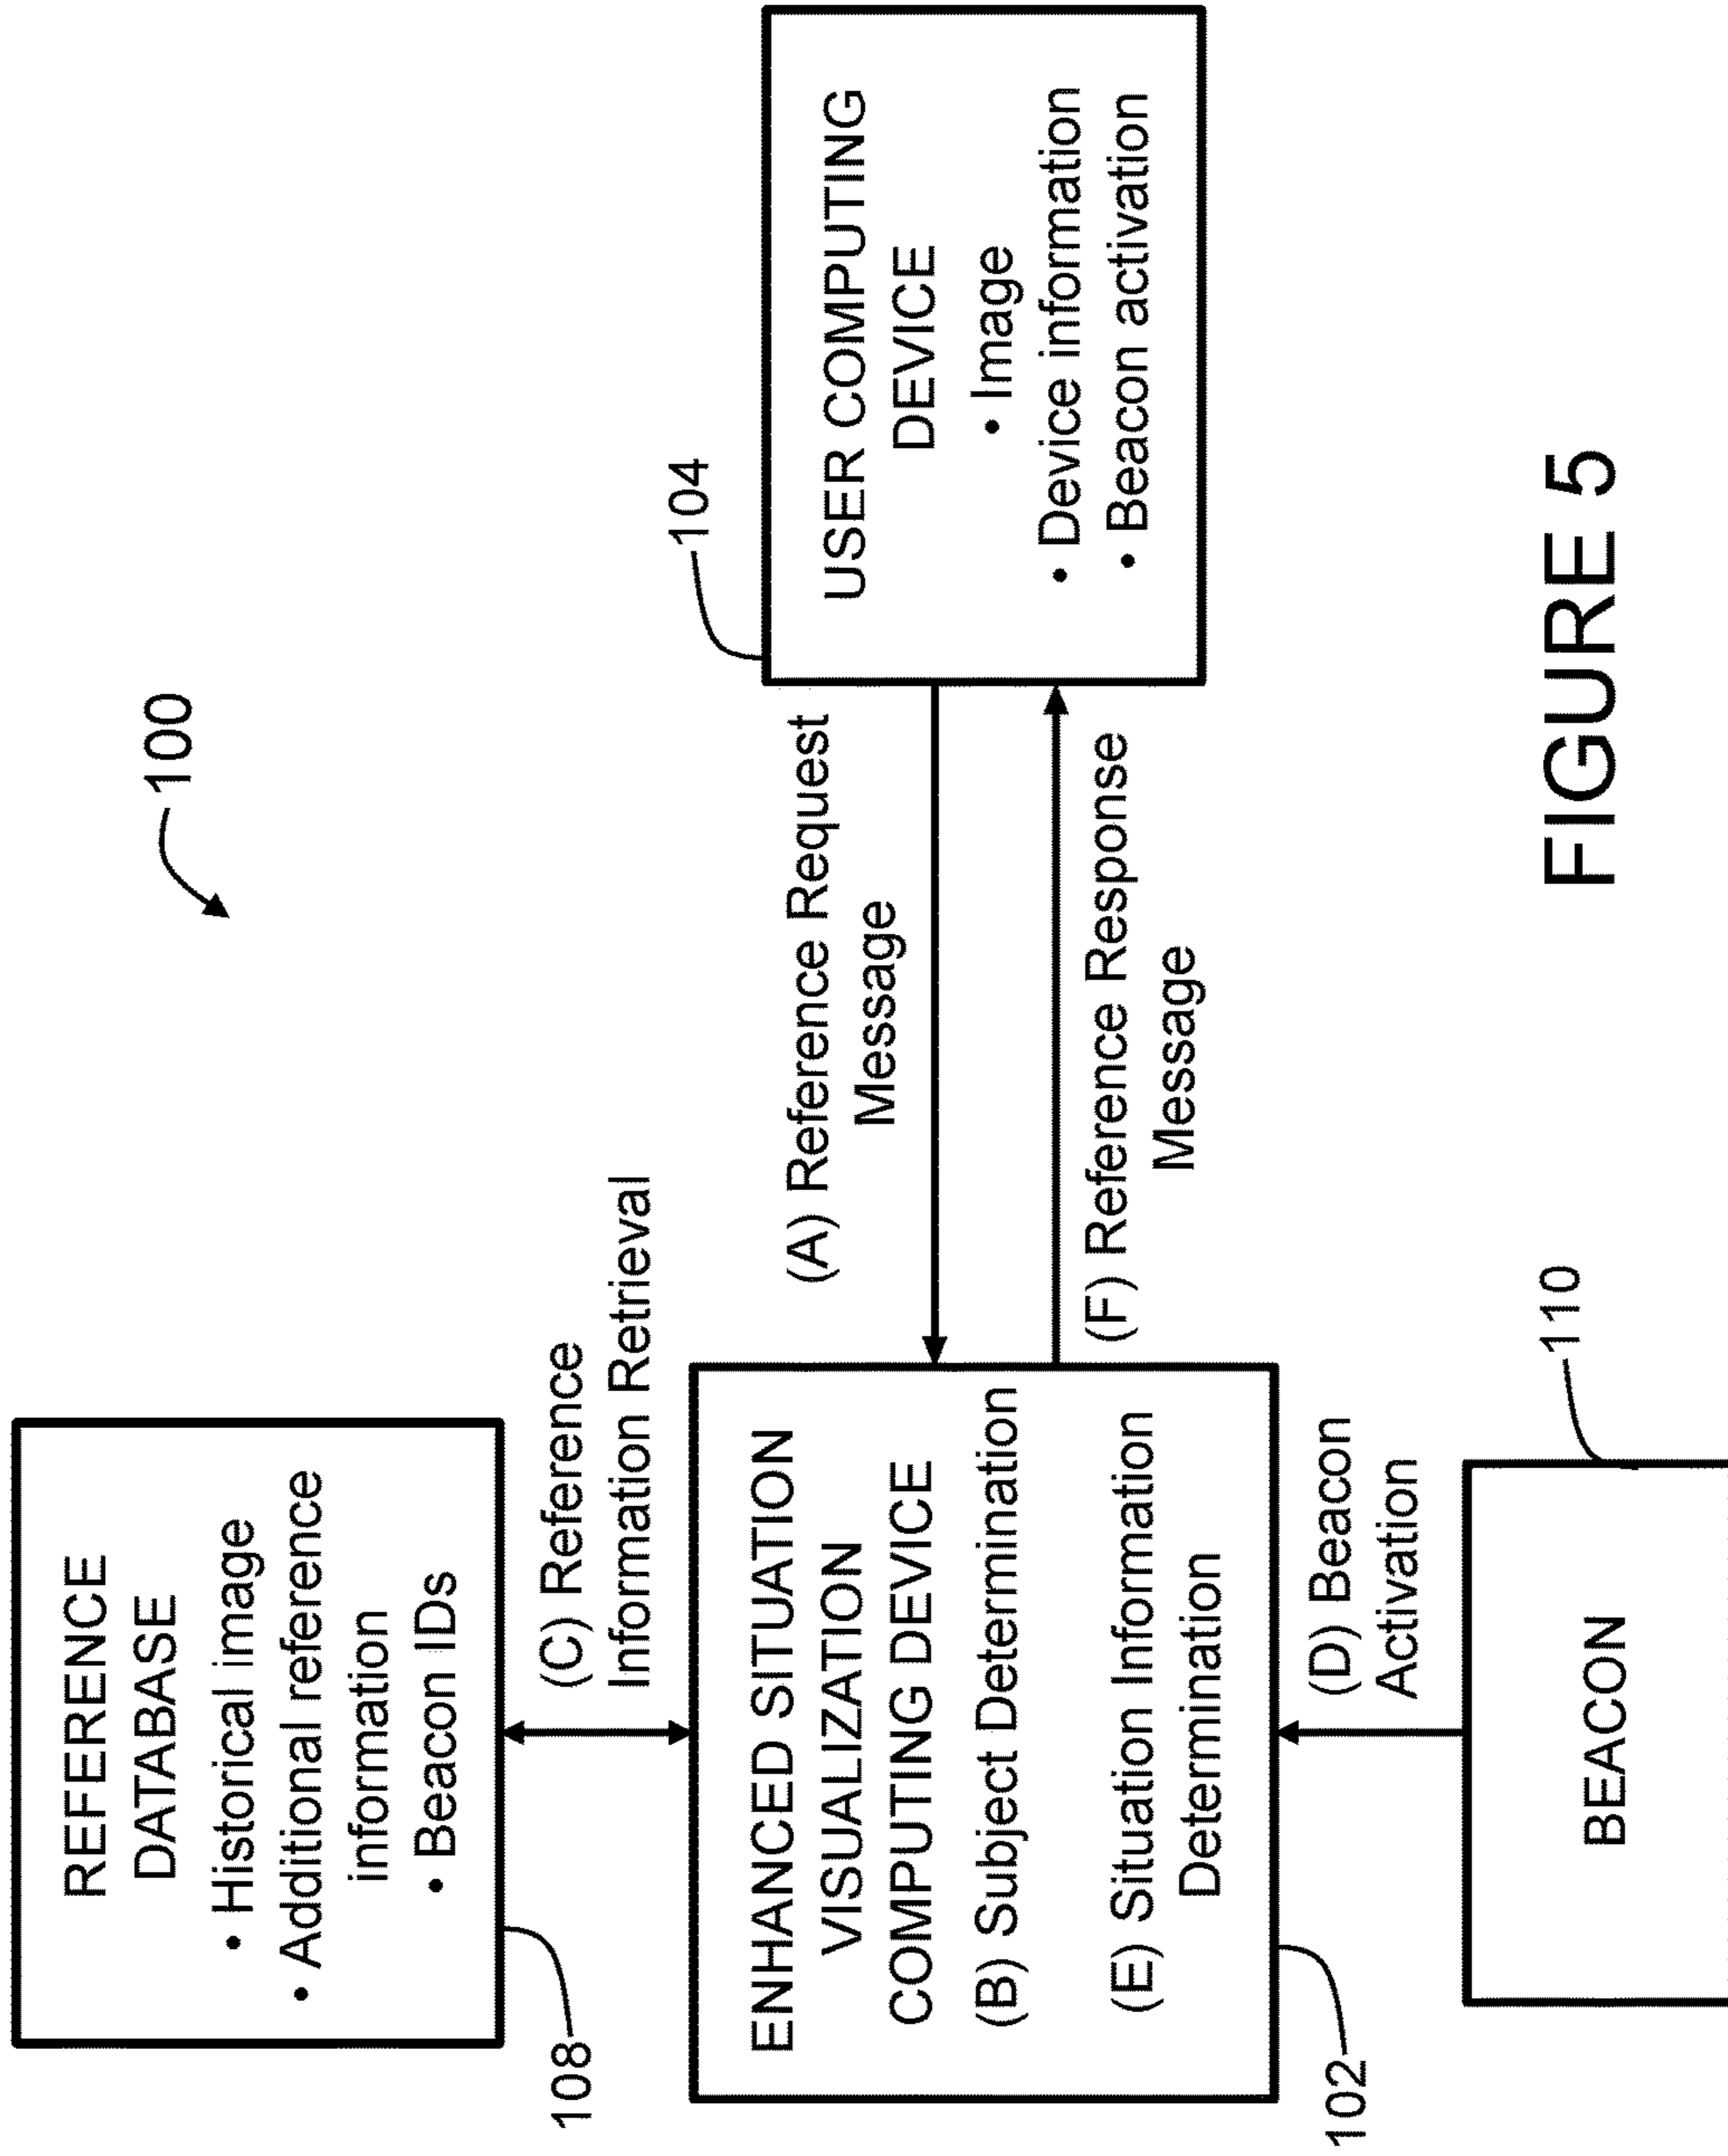 100
REFERENCE
DATABASE
• Historical image
• Additional reference
information
• Beacon IDs
108
(C) Reference
Information Retrieval
104
ENHANCED SITUATION
VISUALIZATION
COMPUTING DEVICE
(B) Subject Determination
(E) Situation Information
Determination
102
(A) Reference Request
Message
(F) Reference Response
Message
USER COMPUTING
DEVICE
• Image
• Device information
• Beacon activation
(D) Beacon
Activation
110
BEACON
FIGURE 5